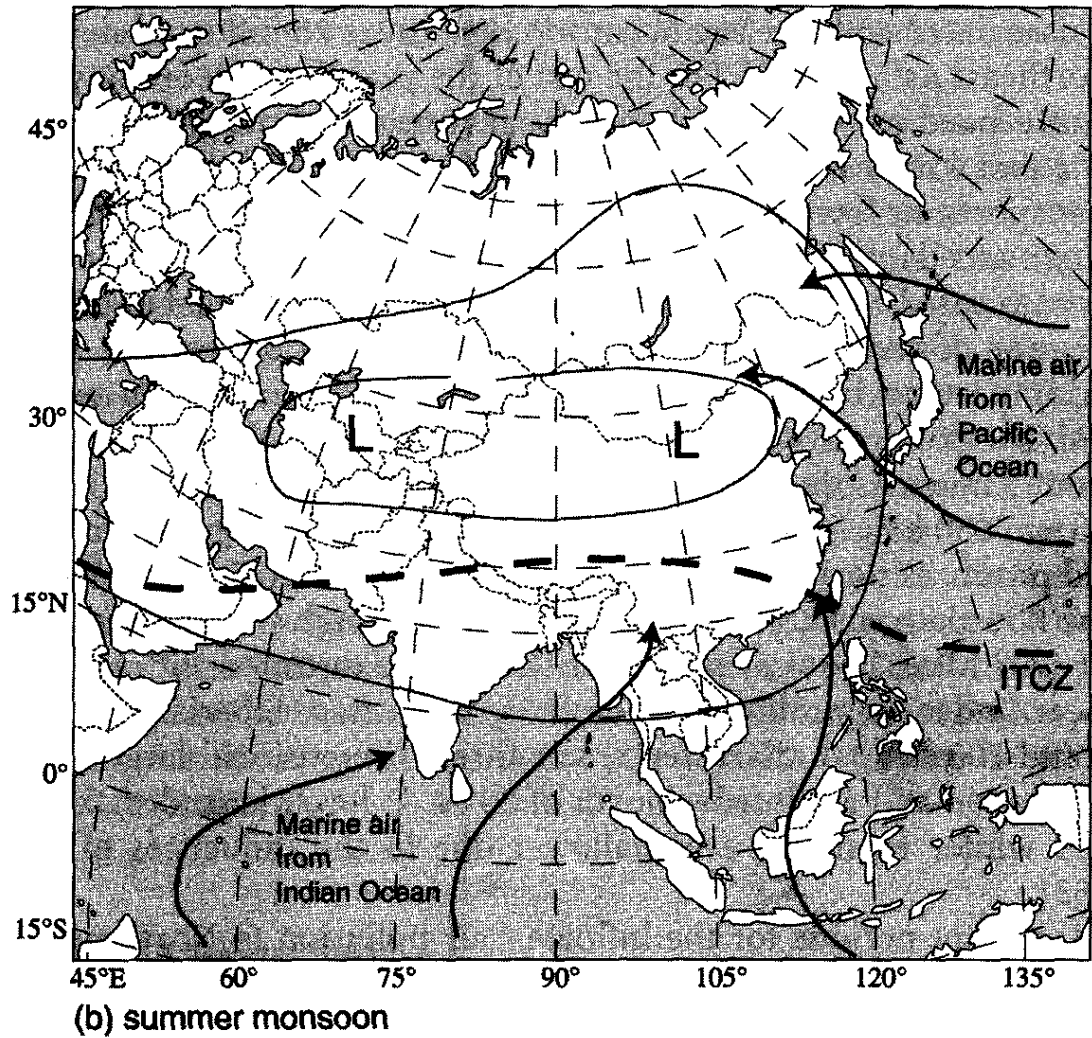 45°
30°
15°N
0°
15°S
L
L
Marine air
from
Pacific
Ocean
ITCZ
Marine air
from
Indian Ocean
45°E
60°
75°
90°
105°
120°
135°
(b) summer monsoon